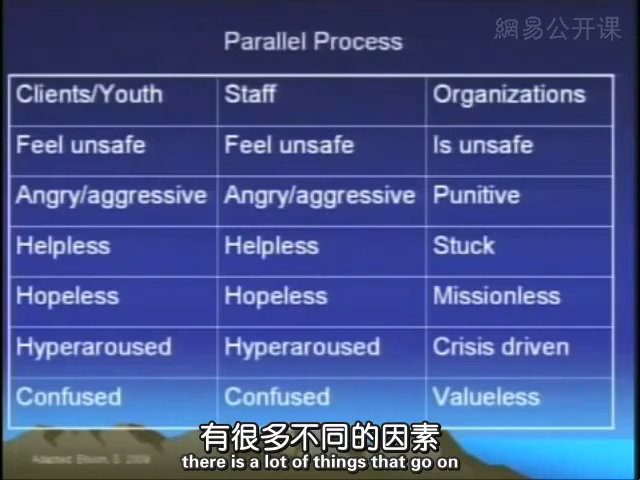 網易公开课
Parallel Process
Clients/Youth Staff Organizations
Feel unsafe Feel unsafe Is unsafe
Angry/aggressive Angry/aggressive Punitive
Helpless Helpless Stuck
Hopeless Hopeless Missionless
Hyperaroused Hyperaroused Crisis driven
Confused Confused Valueless
有很多不同的因素
there is a lot of things that go on